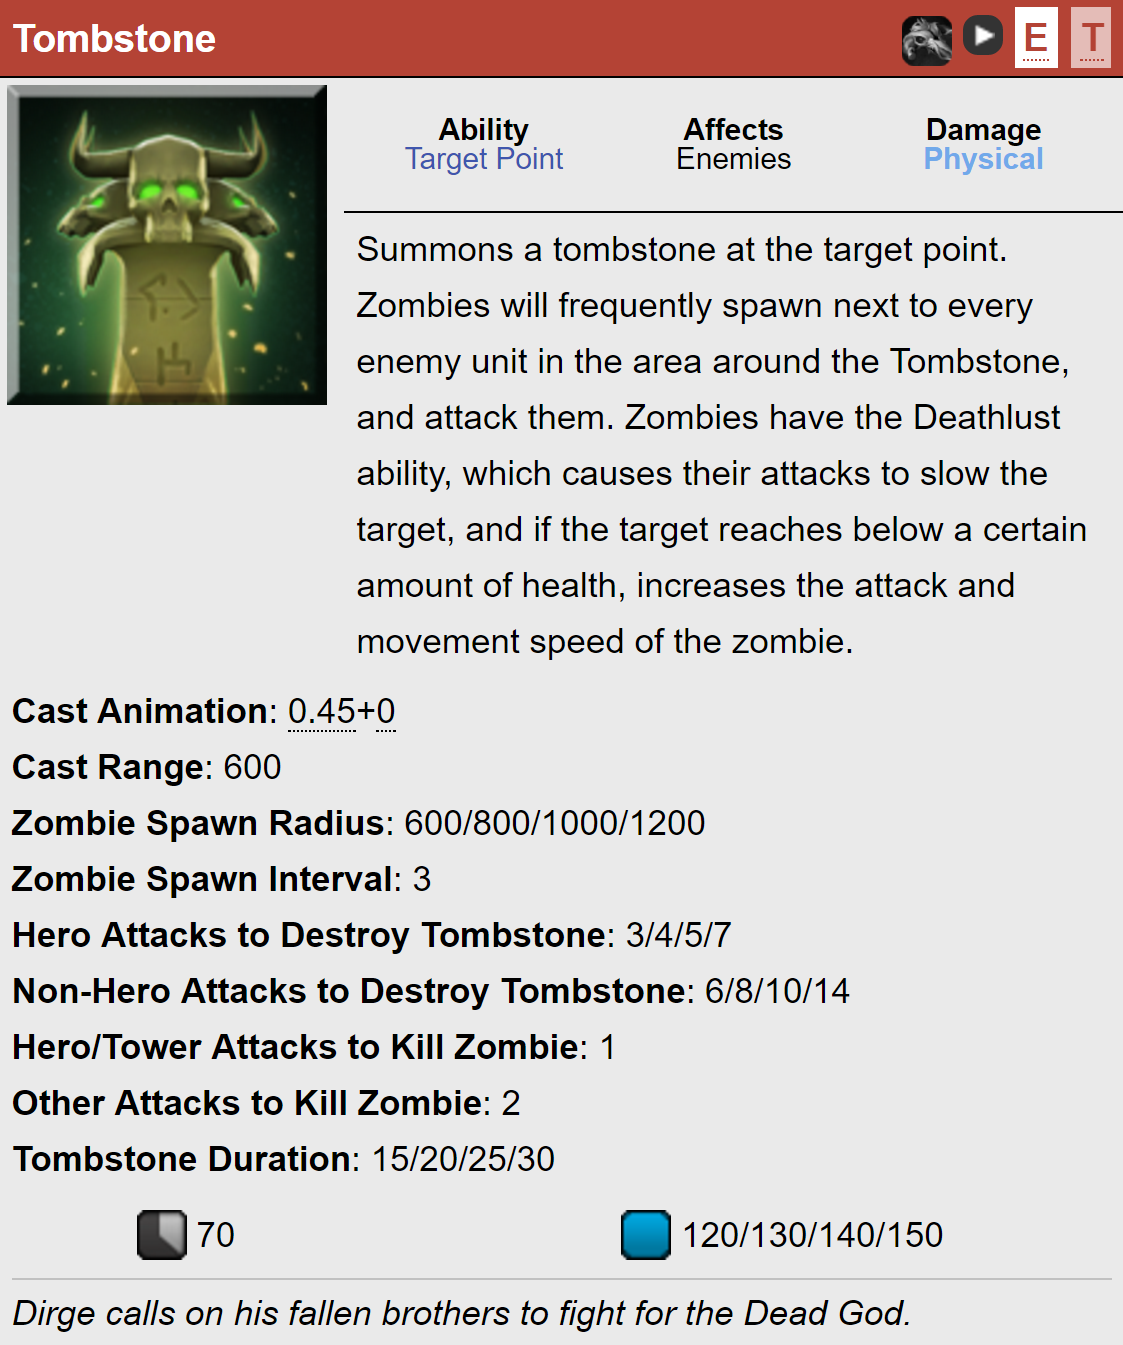 Tombstone
E
T
Ability
Target Point
Affects
Enemies
Damage
Physical
Summons a tombstone at the target point.
Zombies will frequently spawn next to every
enemy unit in the area around the Tombstone,
and attack them. Zombies have the Deathlust
ability, which causes their attacks to slow the
target, and if the target reaches below a certain
amount of health, increases the attack and
movement speed of the zombie.
Cast Animation: 0.45+0
Cast Range: 600
Zombie Spawn Radius: 600/800/1000/1200
Zombie Spawn Interval: 3
Hero Attacks to Destroy Tombstone: 3/4/5/7
Non-Hero Attacks to Destroy Tombstone: 6/8/10/14
Hero/Tower Attacks to Kill Zombie: 1
Other Attacks to Kill Zombie: 2
Tombstone Duration: 15/20/25/30
70
120/130/140/150
Dirge calls on his fallen brothers to fight for the Dead God.